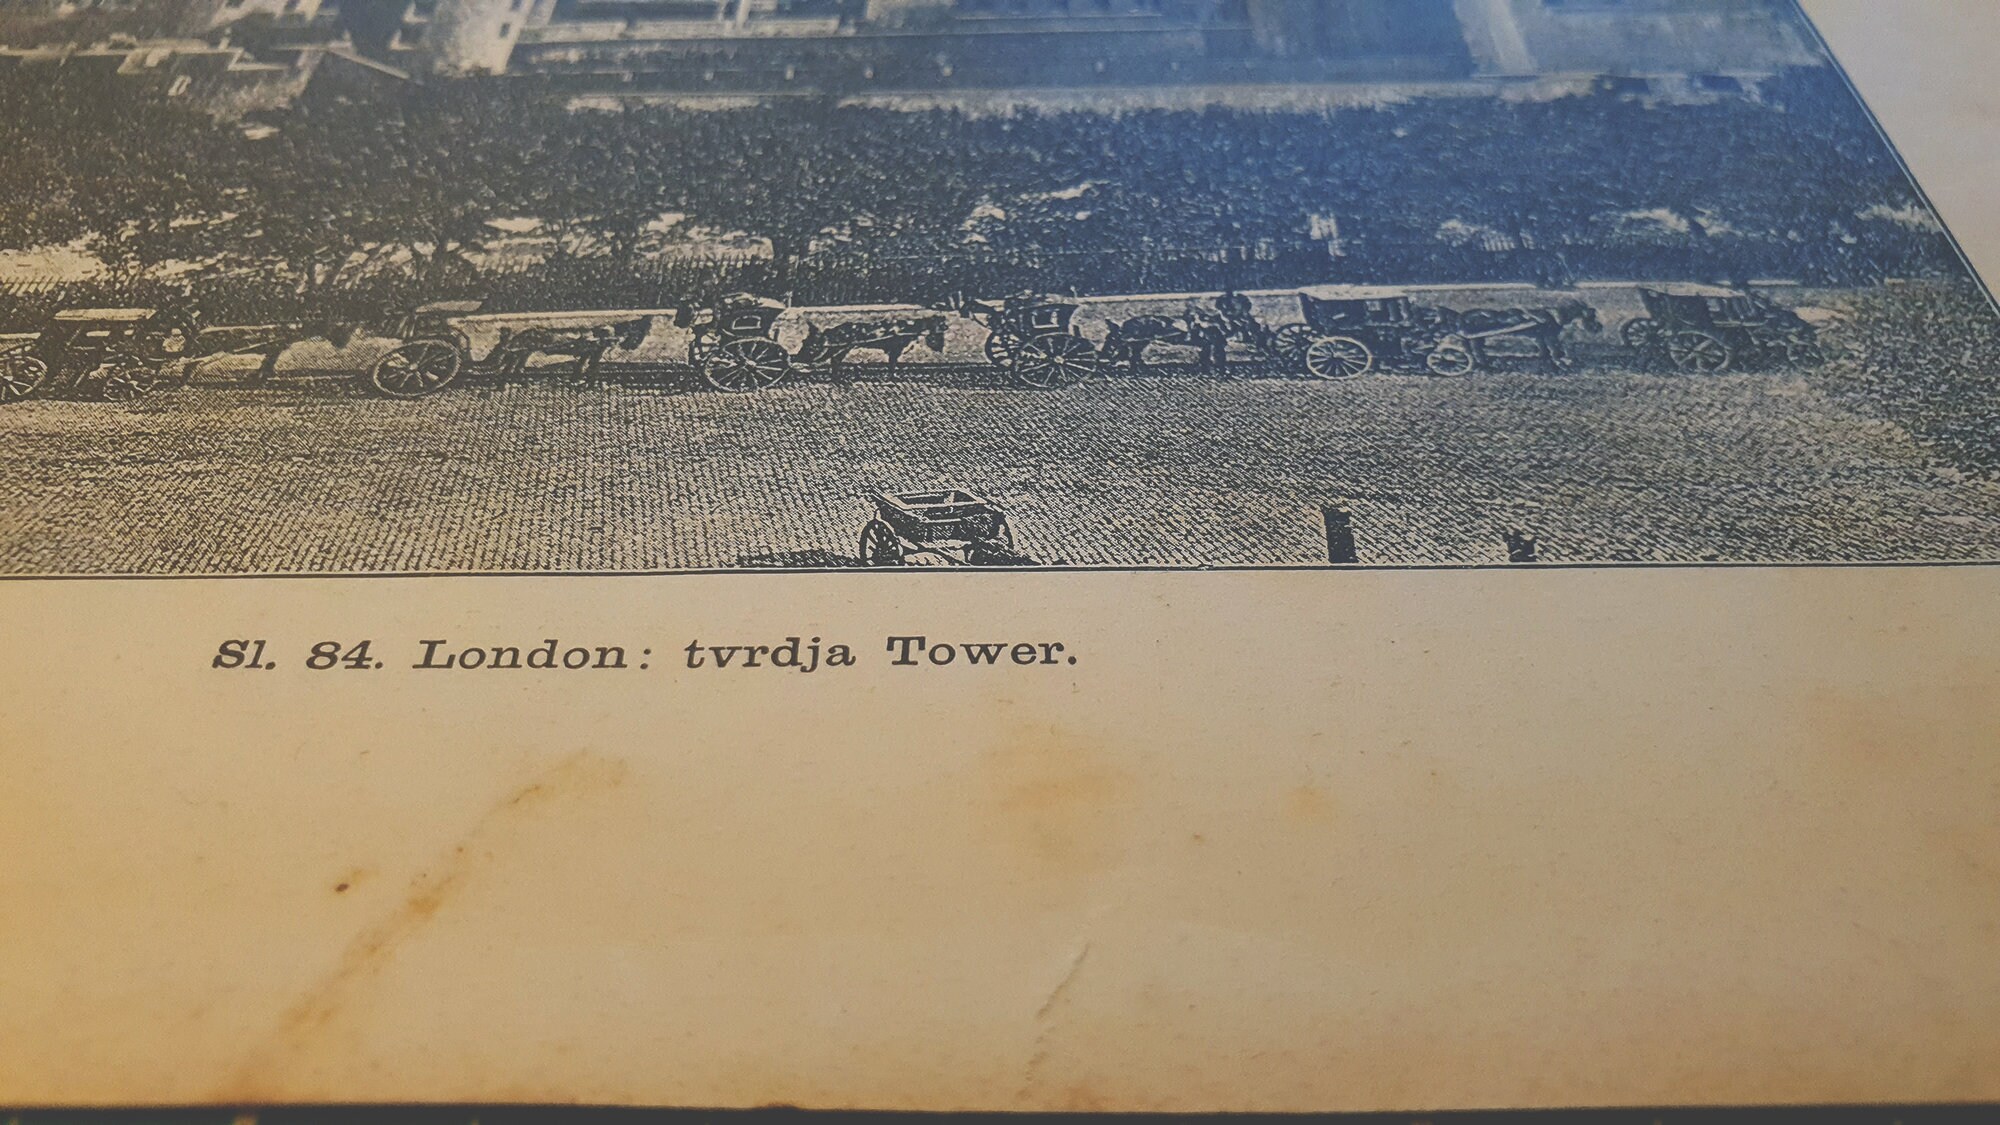 Sl. 84. London: tvrdja Tower.